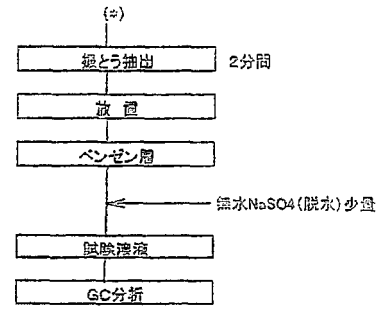 (*)
振とう抽出 2分間
放置
ベンゼン層
無水NaSO4(脱水)少量
試験溶液
GC分析